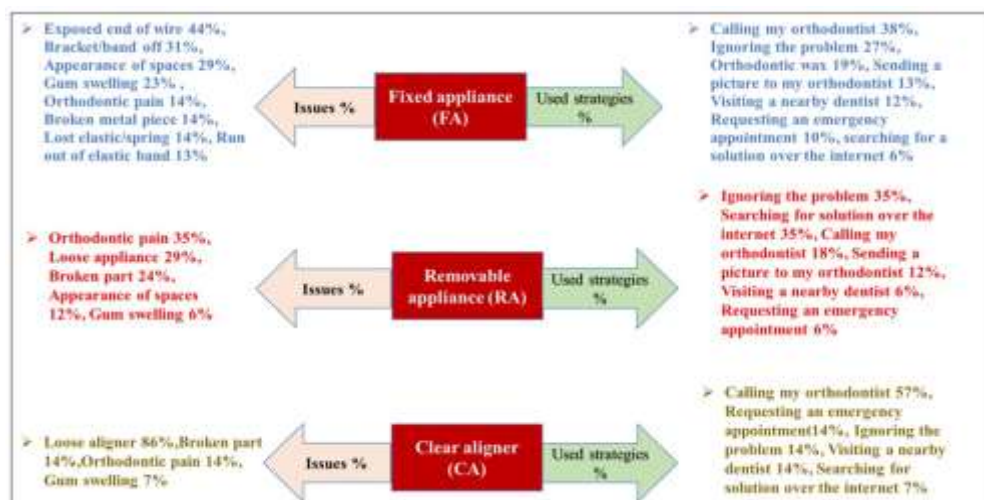 ➢ Exposed end of wire 44%,
Bracket/band off 31%,
Appearance of spaces 29%,
Gum swelling 23% ,
Orthodontic pain 14%,
Broken metal piece 14%,
Lost elastic/spring 14%, Run
out of elastic band 13%
Issues %
Fixed appliance
(FA)
Used strategies
%
➢ Calling my orthodontist 38%,
Ignoring the problem 27%,
Orthodontic wax 19%, Sending a
picture to my orthodontist 13%,
Visiting a nearby dentist 12%,
Requesting an emergency
appointment 10%, searching for a
solution over the internet 6%
➢ Orthodontic pain 35%,
Loose appliance 29%,
Broken part 24%,
Appearance of spaces
12%, Gum swelling 6%
Issues %
Removable
appliance (RA)
Used strategies
%
➢ Ignoring the problem 35%,
Searching for solution over the
internet 35%, Calling my
orthodontist 18%, Sending a
picture to my orthodontist 12%,
Visiting a nearby dentist 6%,
Requesting an emergency
appointment 6%
➢ Loose aligner 86%,Broken part
14%,Orthodontic pain 14%,
Gum swelling 7%
Issues %
Clear aligner
(CA)
Used strategies
%
➢ Calling my orthodontist 57%,
Requesting an emergency
appointment14%, Ignoring the
problem 14%, Visiting a nearby
dentist 14%, Searching for
solution over the internet 7%